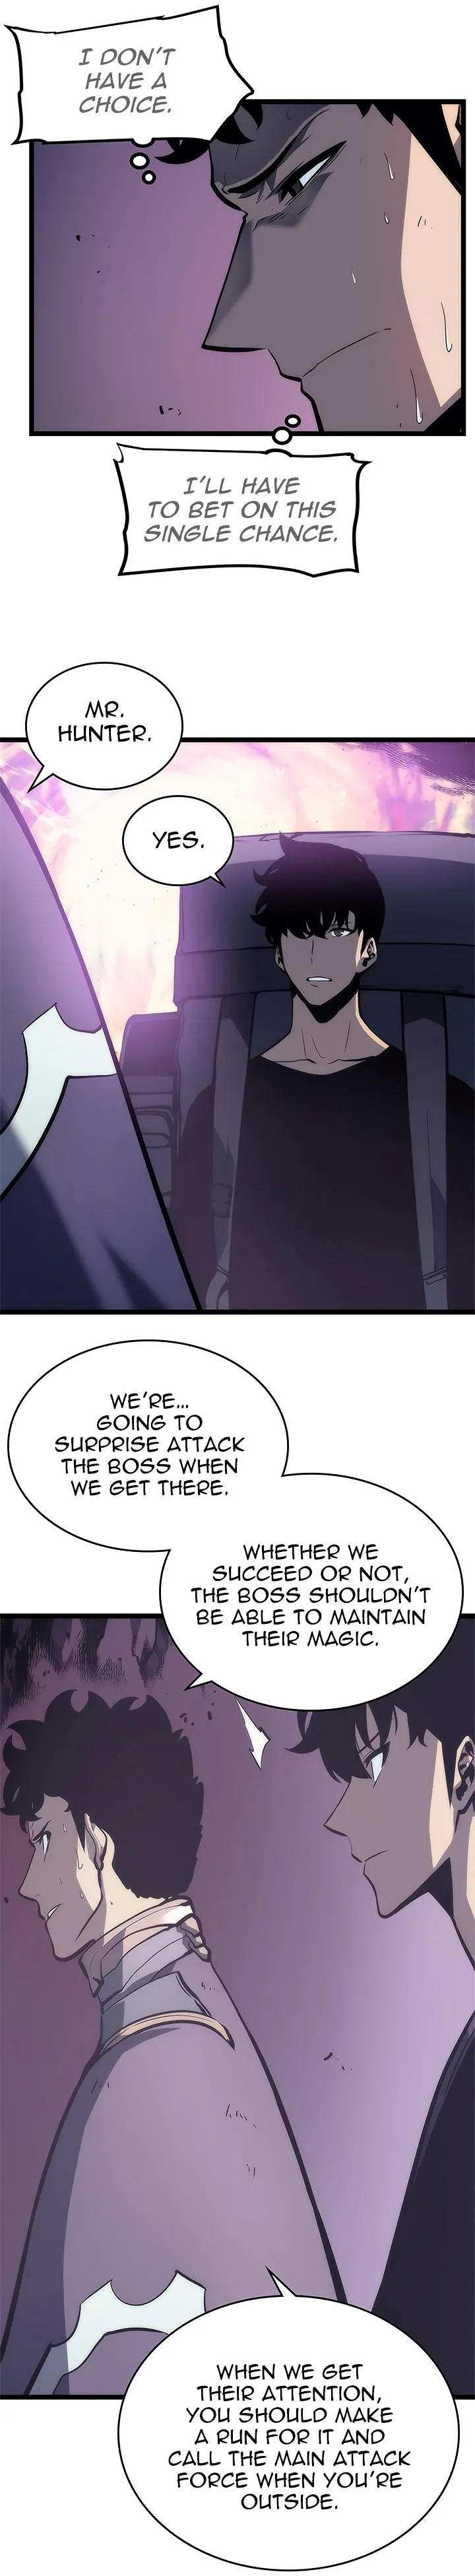 I DON'T
HAVE A
CHOICE.
I'LL HAVE
TO BET ON THIS
SINGLE CHANCE.
MR.
HUNTER.
YES.
WE'RE...
GOING TO
SURPRISE ATTACK
THE BOSS WHEN
WE GET THERE.
WHETHER WE
SUCCEED OR NOT,
THE BOSS SHOULDN'T
BE ABLE TO MAINTAIN
THEIR MAGIC.
WHEN WE GET
THEIR ATTENTION,
YOU SHOULD MAKE
A RUN FOR IT AND
CALL THE MAIN ATTACK
FORCE WHEN YOU'RE
OUTSIDE.